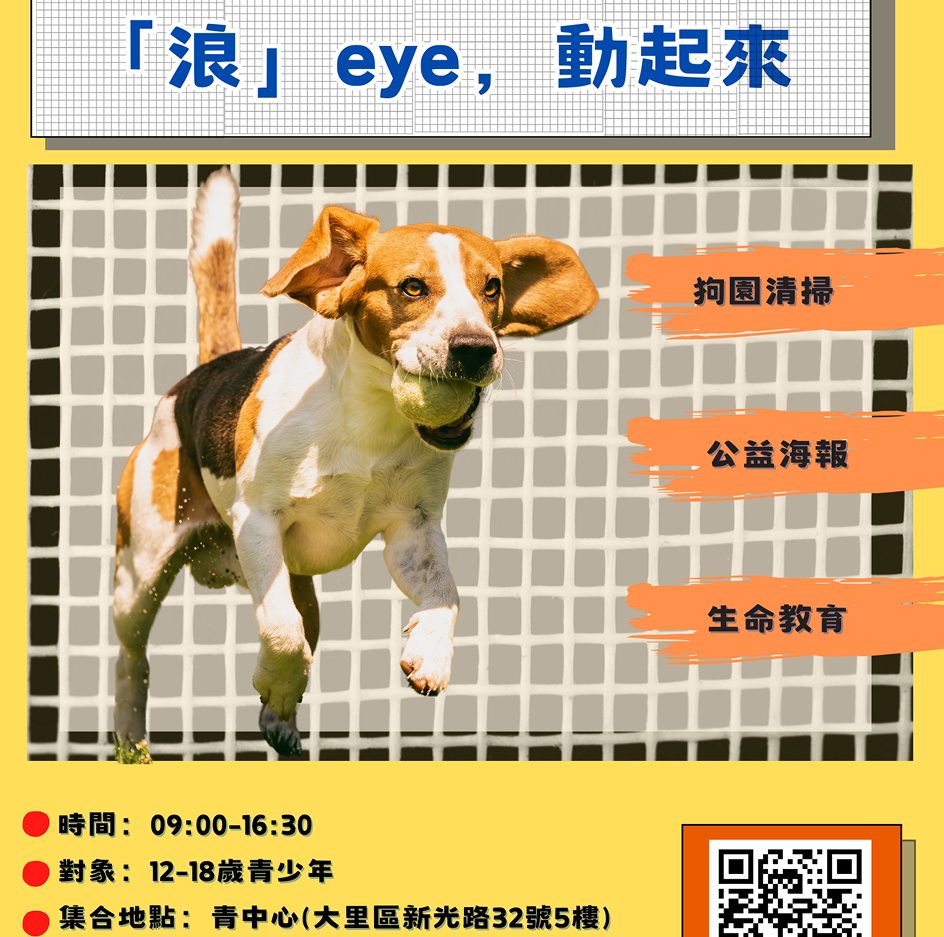 「浪」eye，動起來
狗園清掃
公益海報
生命教育
時間：09:00-16:30
對象：12-18歲青少年
集合地點：青中心(大里區新光路32號5樓)